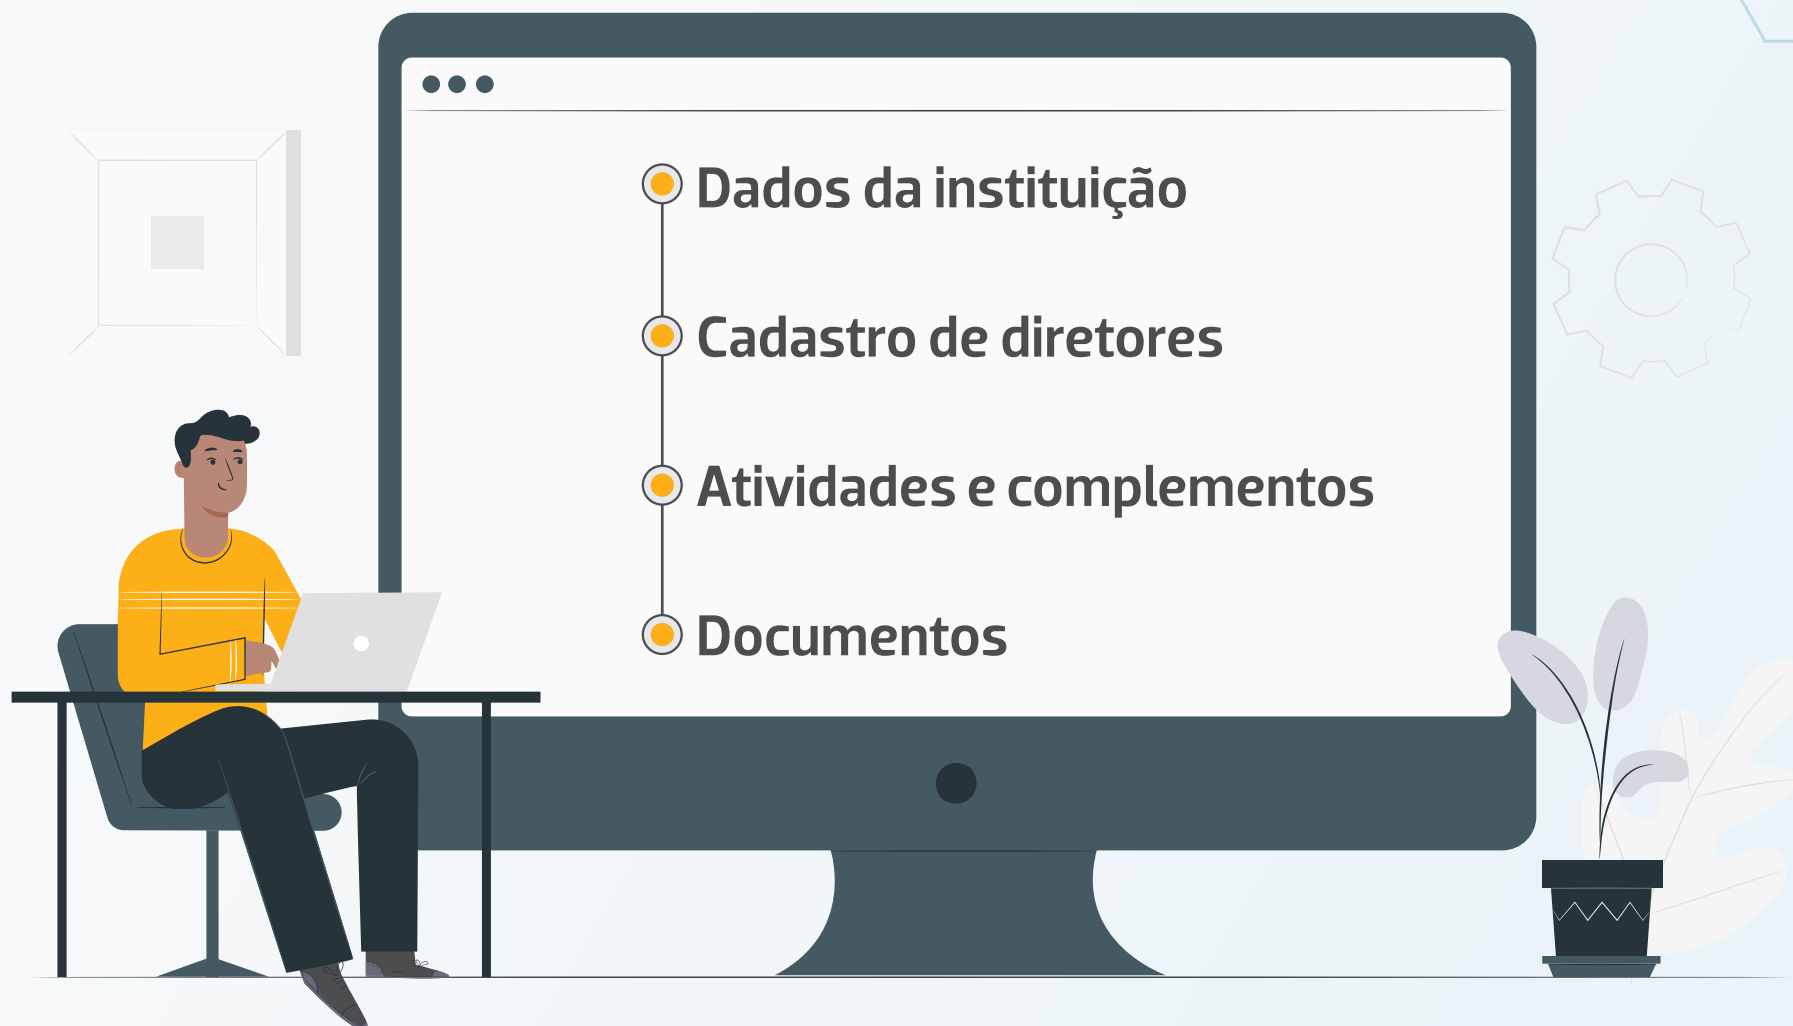 Dados da instituição
Cadastro de diretores
Atividades e complementos
Documentos